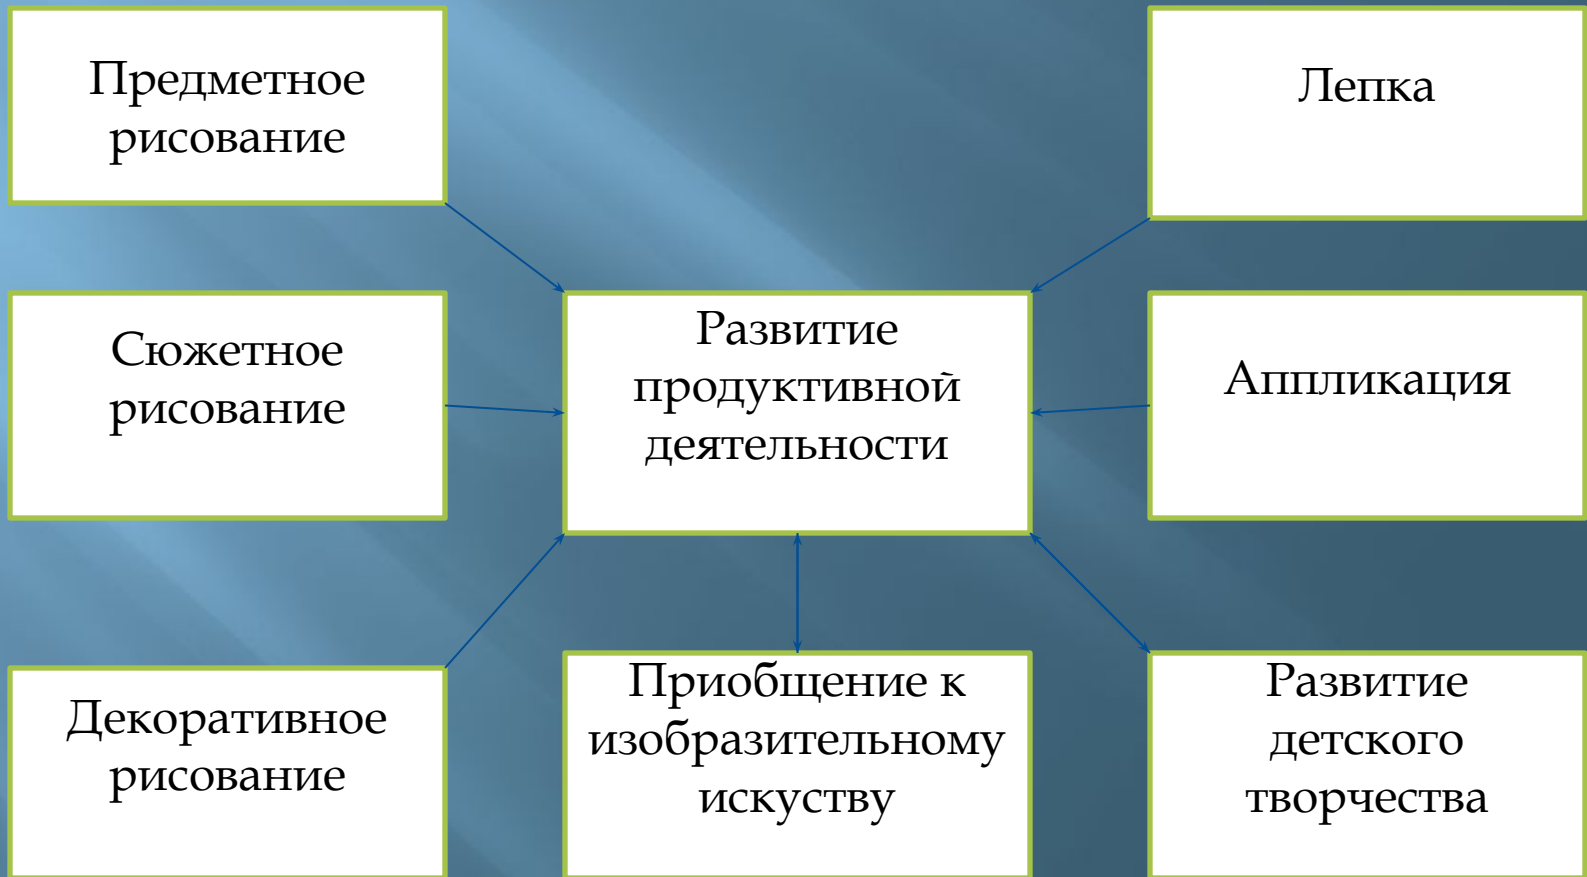 Предметное
рисование
Лепка
Сюжетное
рисование
Развитие
продуктивной
деятельности
Аппликация
Декоративное
рисование
Приобщение к
изобразительному
искуству
Развитие
детского
творчества